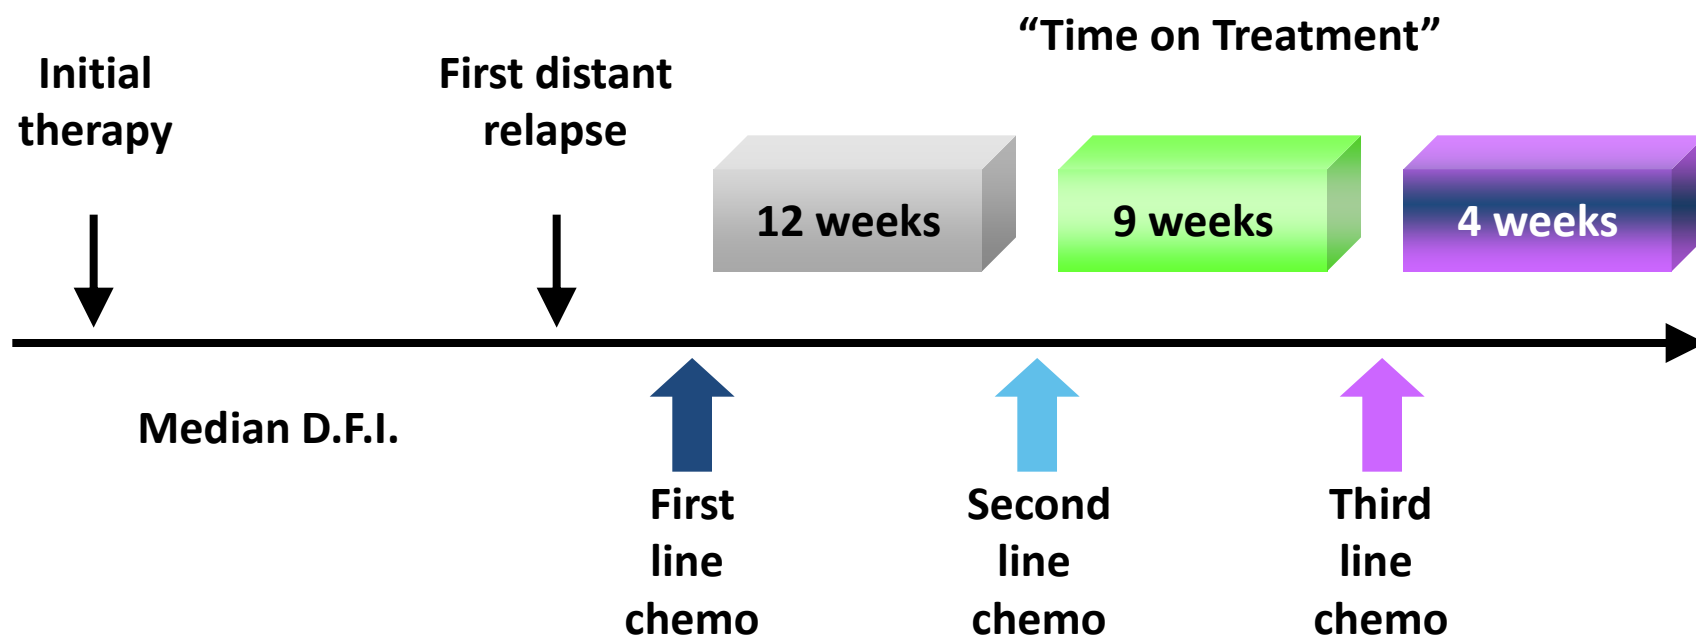 “Time on Treatment”
Initial
therapy
First distant
relapse
12 weeks
9 weeks
4 weeks
Median D.F.I.
First
line
chemo
Second
line
chemo
Third
line
chemo